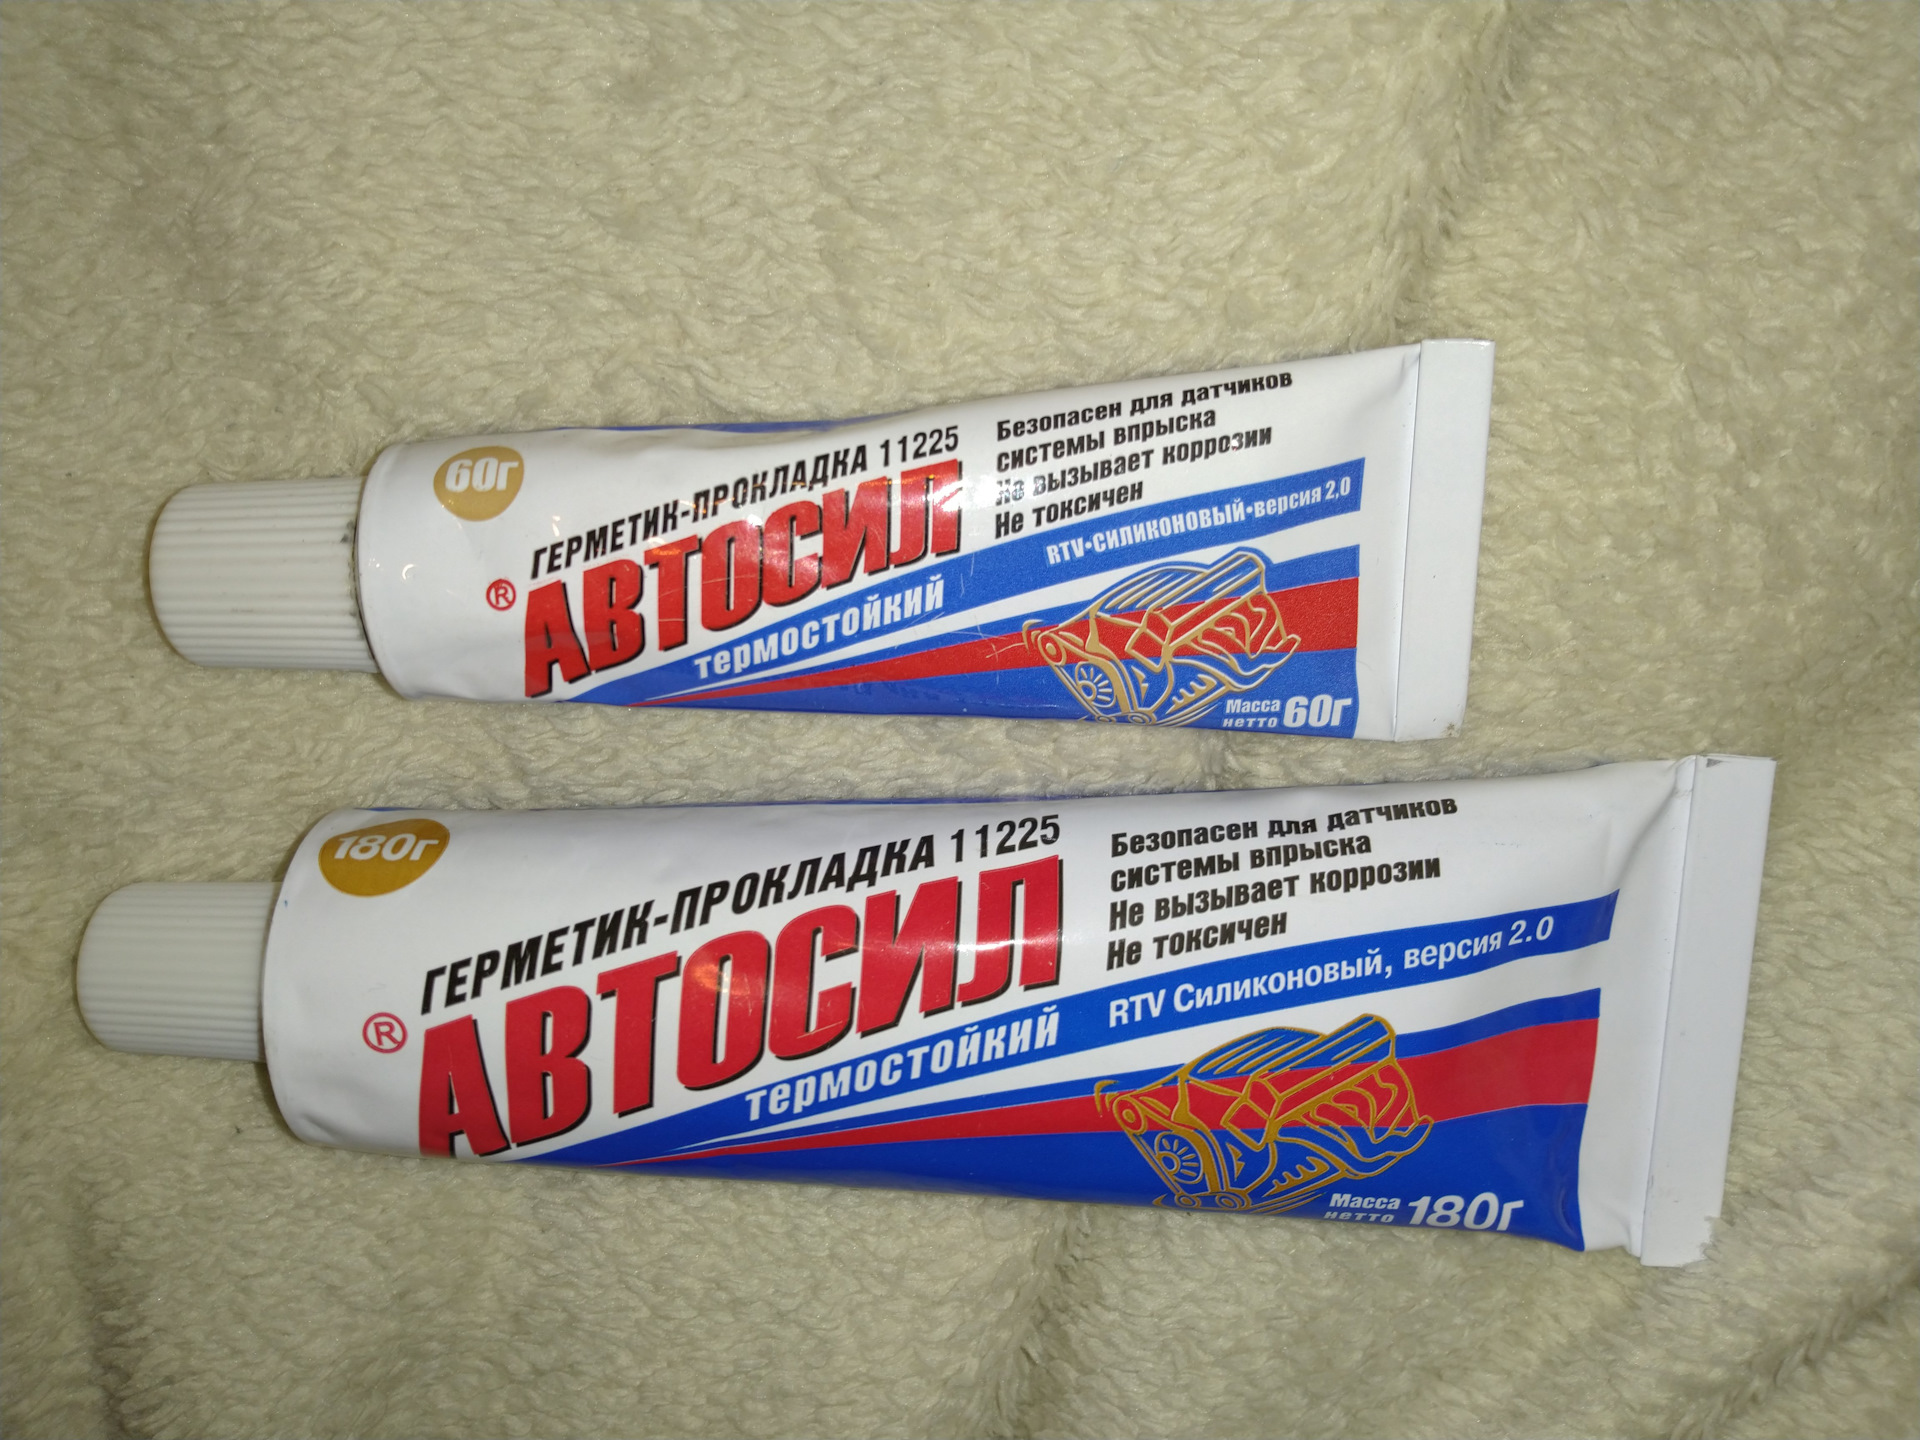 60г
ГЕРМЕТИК-ПРОКЛАДКА 11225
® АВТОСИЛ
термостойкий
Безопасен для датчиков
системы впрыска
Не вызывает коррозии
Не токсичен
RTV•СИЛИКОНОВЫЙ•версия 2,0
Масса
нетто 60г
180г
ГЕРМЕТИК-ПРОКЛАДКА 11225
® АВТОСИЛ
термостойкий
Безопасен для датчиков
системы впрыска
Не вызывает коррозии
Не токсичен
RTV Силиконовый, версия 2.0
Масса
нетто 180г